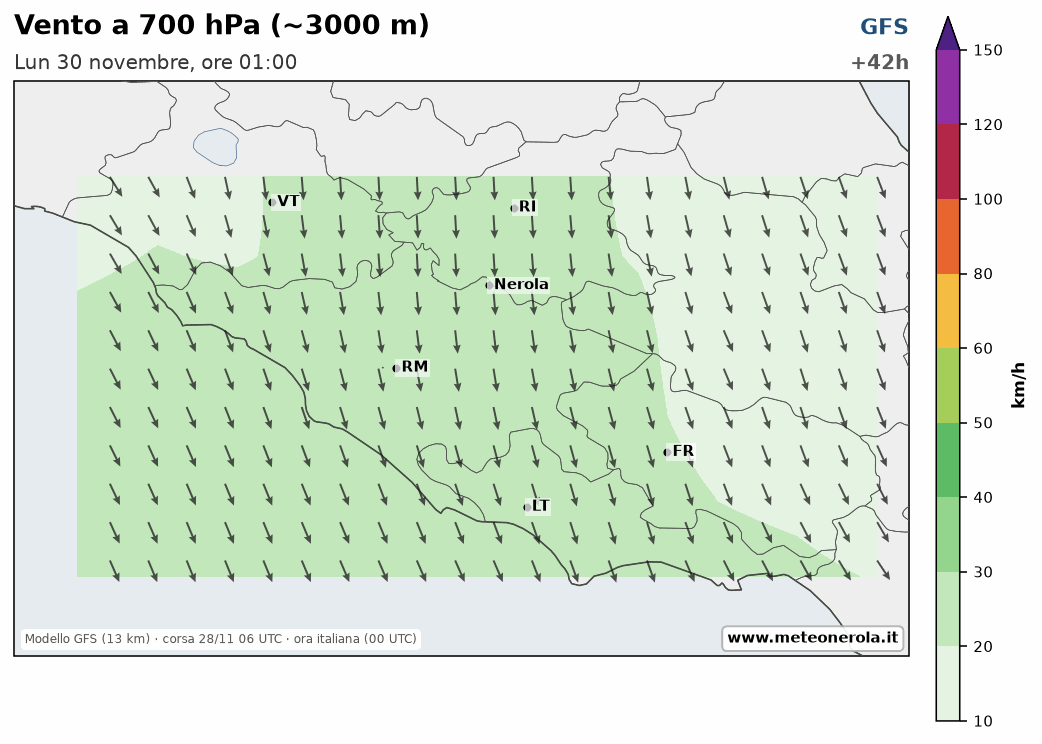 Vento a 700 hPa (~3000 m)
GFS
Lun 30 novembre, ore 01:00
+42h
150
120
100
80
60
50
40
30
20
10
km/h
VT
RI
Nerola
RM
FR
LT
Modello GFS (13 km) · corsa 28/11 06 UTC · ora italiana (00 UTC)
www.meteonerola.it